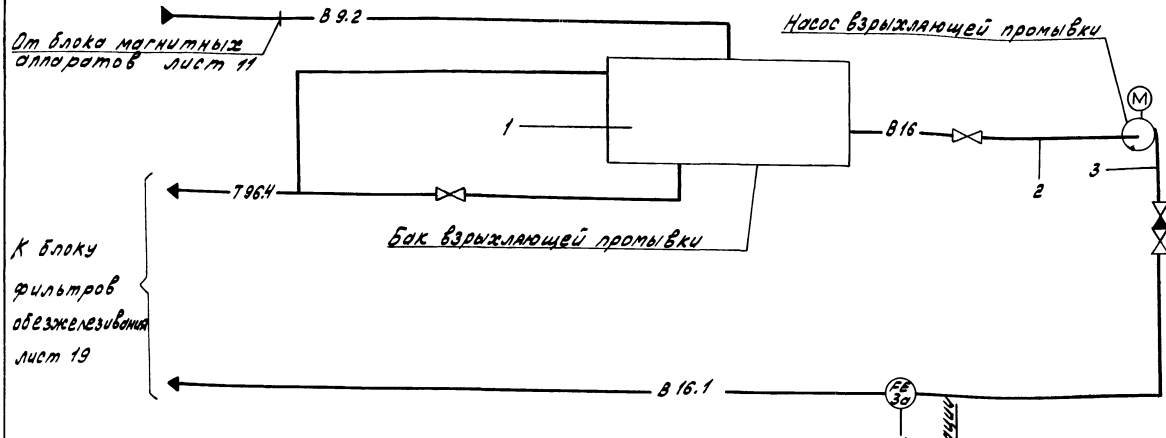 В 9.2
От блока магнитных
аппаратов лист 11
Насос взрыхляющей промывки
М
1
В16
2
3
Т96.4
Бак взрыхляющей промывки
К блоку
фильтров
обезжелезивания
лист 19
В 16.1
FE
3а